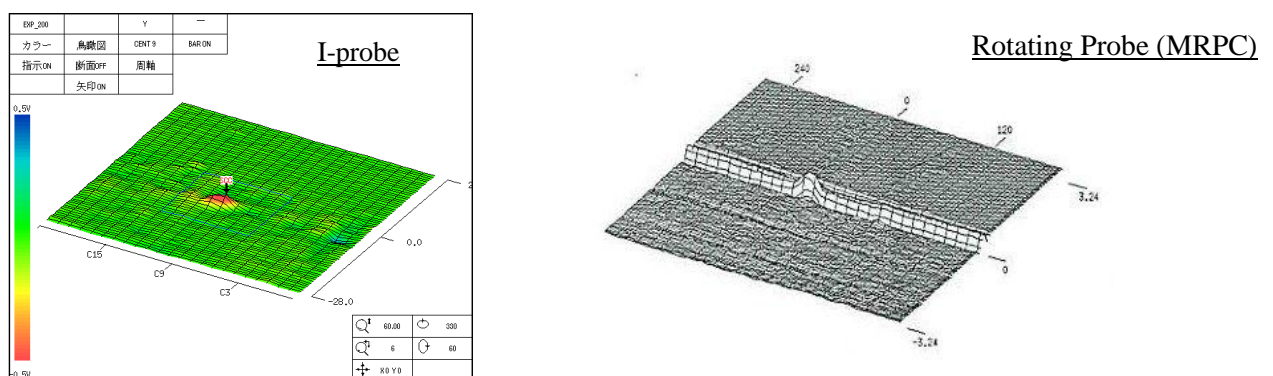 EXP_200 Y —
カラー 鳥瞰図 CENT 9 BAR ON
指示ON 断面OFF 周軸
矢印ON
I-probe
0.5V
-0.5V
C15
C9
C3
0.0
-28.0
60.00 330
6 60
X0 Y0
Rotating Probe (MRPC)
240
0
120
3.24
0
-3.24